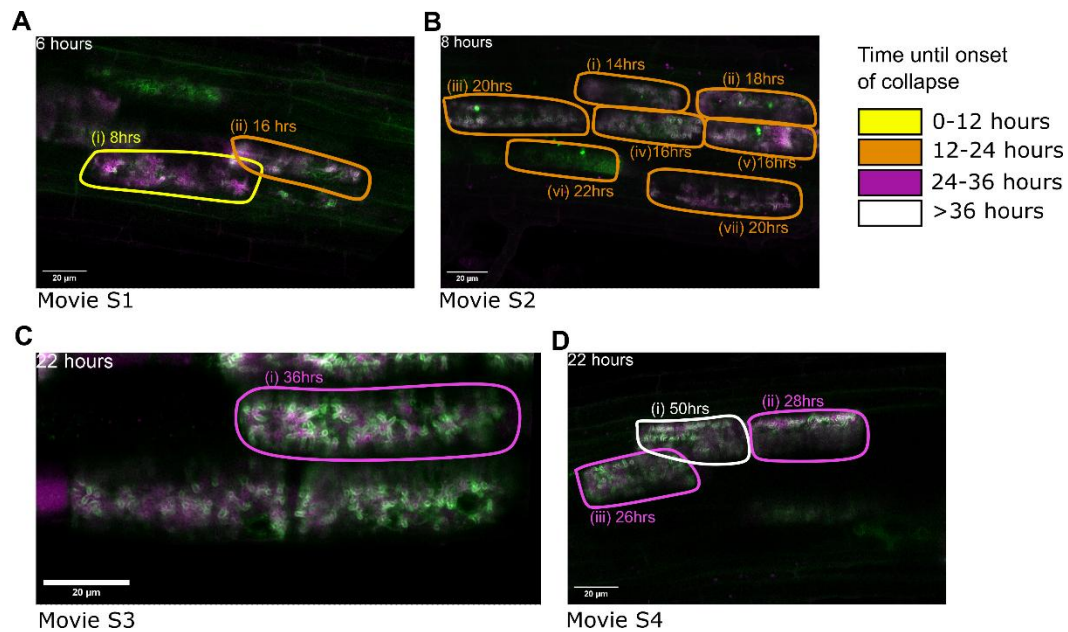 A
6 hours
(i) 8hrs
(ii) 16 hrs
20 µm
Movie S1
B
8 hours
(i) 14hrs
(ii) 18hrs
(iii) 20hrs
(iv)16hrs
(v)16hrs
(vi) 22hrs
(vii) 20hrs
20 µm
Movie S2
Time until onset
of collapse
0-12 hours
12-24 hours
24-36 hours
>36 hours
C
22 hours
(i) 36hrs
20 µm
Movie S3
D
22 hours
(i) 50hrs
(ii) 28hrs
(iii) 26hrs
20 µm
Movie S4